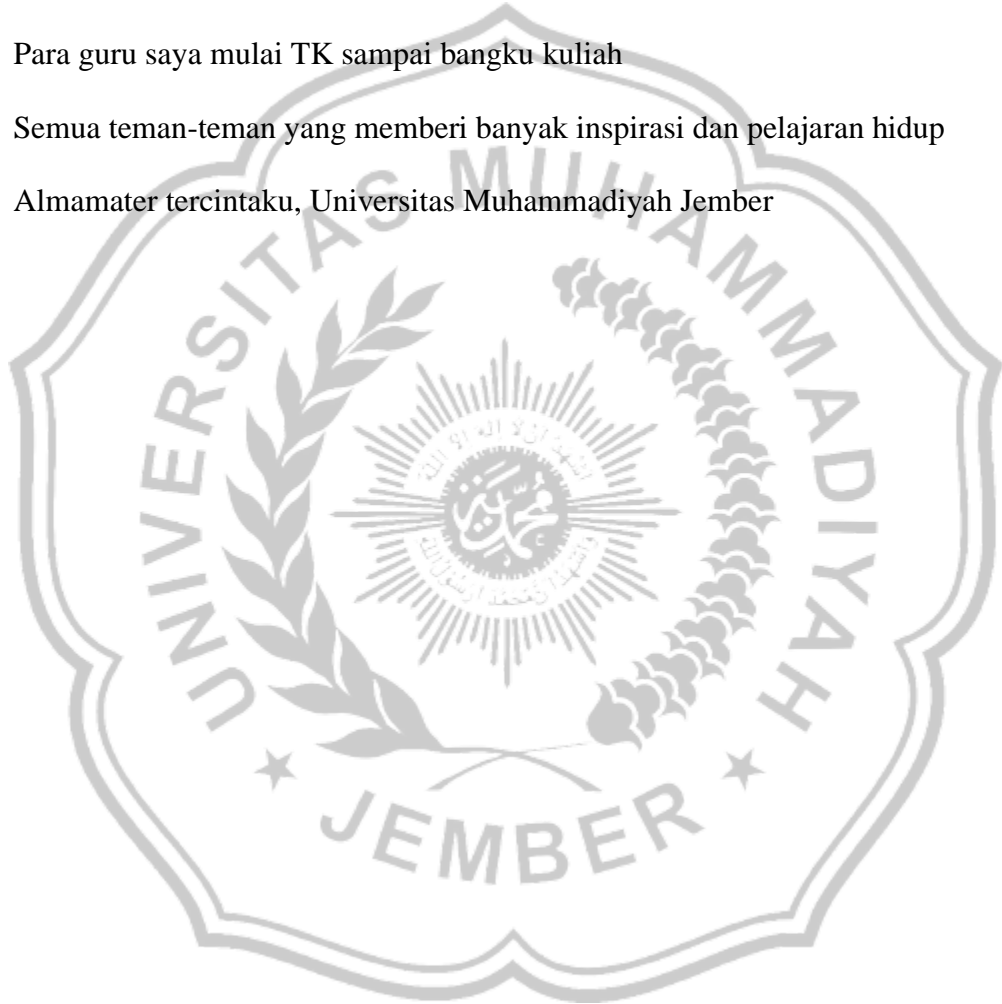 Para guru saya mulai TK sampai bangku kuliah
Semua teman-teman yang memberi banyak inspirasi dan pelajaran hidup
Almamater tercintaku, Universitas Muhammadiyah Jember
UNIVERSITAS MUHAMMADIYAH
JEMBER